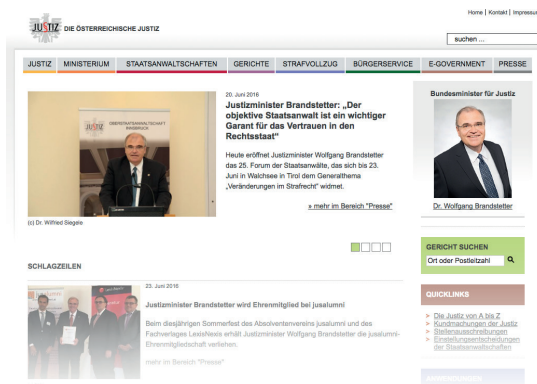 Home | Kontakt | Impressum
JUSTIZ DIE ÖSTERREICHISCHE JUSTIZ
suchen ...
JUSTIZ MINISTERIUM STAATSANWALTSCHAFTEN GERICHTE STRAFVOLLZUG BÜRGERSERVICE E-GOVERNMENT PRESSE
JUSTIZ OBERSTAATSANWALTSCHAFT
INNSBRUCK
(c) Dr. Wilfried Siegele
20. Juni 2016
Justizminister Brandstetter: „Der
objektive Staatsanwalt ist ein wichtiger
Garant für das Vertrauen in den
Rechtsstaat"
Heute eröffnet Justizminister Wolfgang Brandstetter
das 25. Forum der Staatsanwälte, das sich bis 23.
Juni in Walchsee in Tirol dem Generalthema
„Veränderungen im Strafrecht" widmet.
» mehr im Bereich "Presse"
Bundesminister für
Justiz
Dr. Wolfgang Brandstetter
GERICHT SUCHEN
Ort oder Postleitzahl
SCHLAGZEILEN
23. Juni 2016
Justizminister Brandstetter wird Ehrenmitglied bei jusalumni
Beim diesjährigen Sommerfest des Absolventenvereins jusalumni und des
Fachverlages LexisNexis erhält Justizminister Wolfgang Brandstetter die jusalumni-
Ehrenmitgliedschaft verliehen.
mehr im Bereich "Presse"
QUICKLINKS
> Die Justiz von A bis Z
> Kundmachungen der Justiz
> Stellenausschreibungen
> Einstellungsentscheidungen
der Staatsanwaltschaften
ANWENDUNGEN